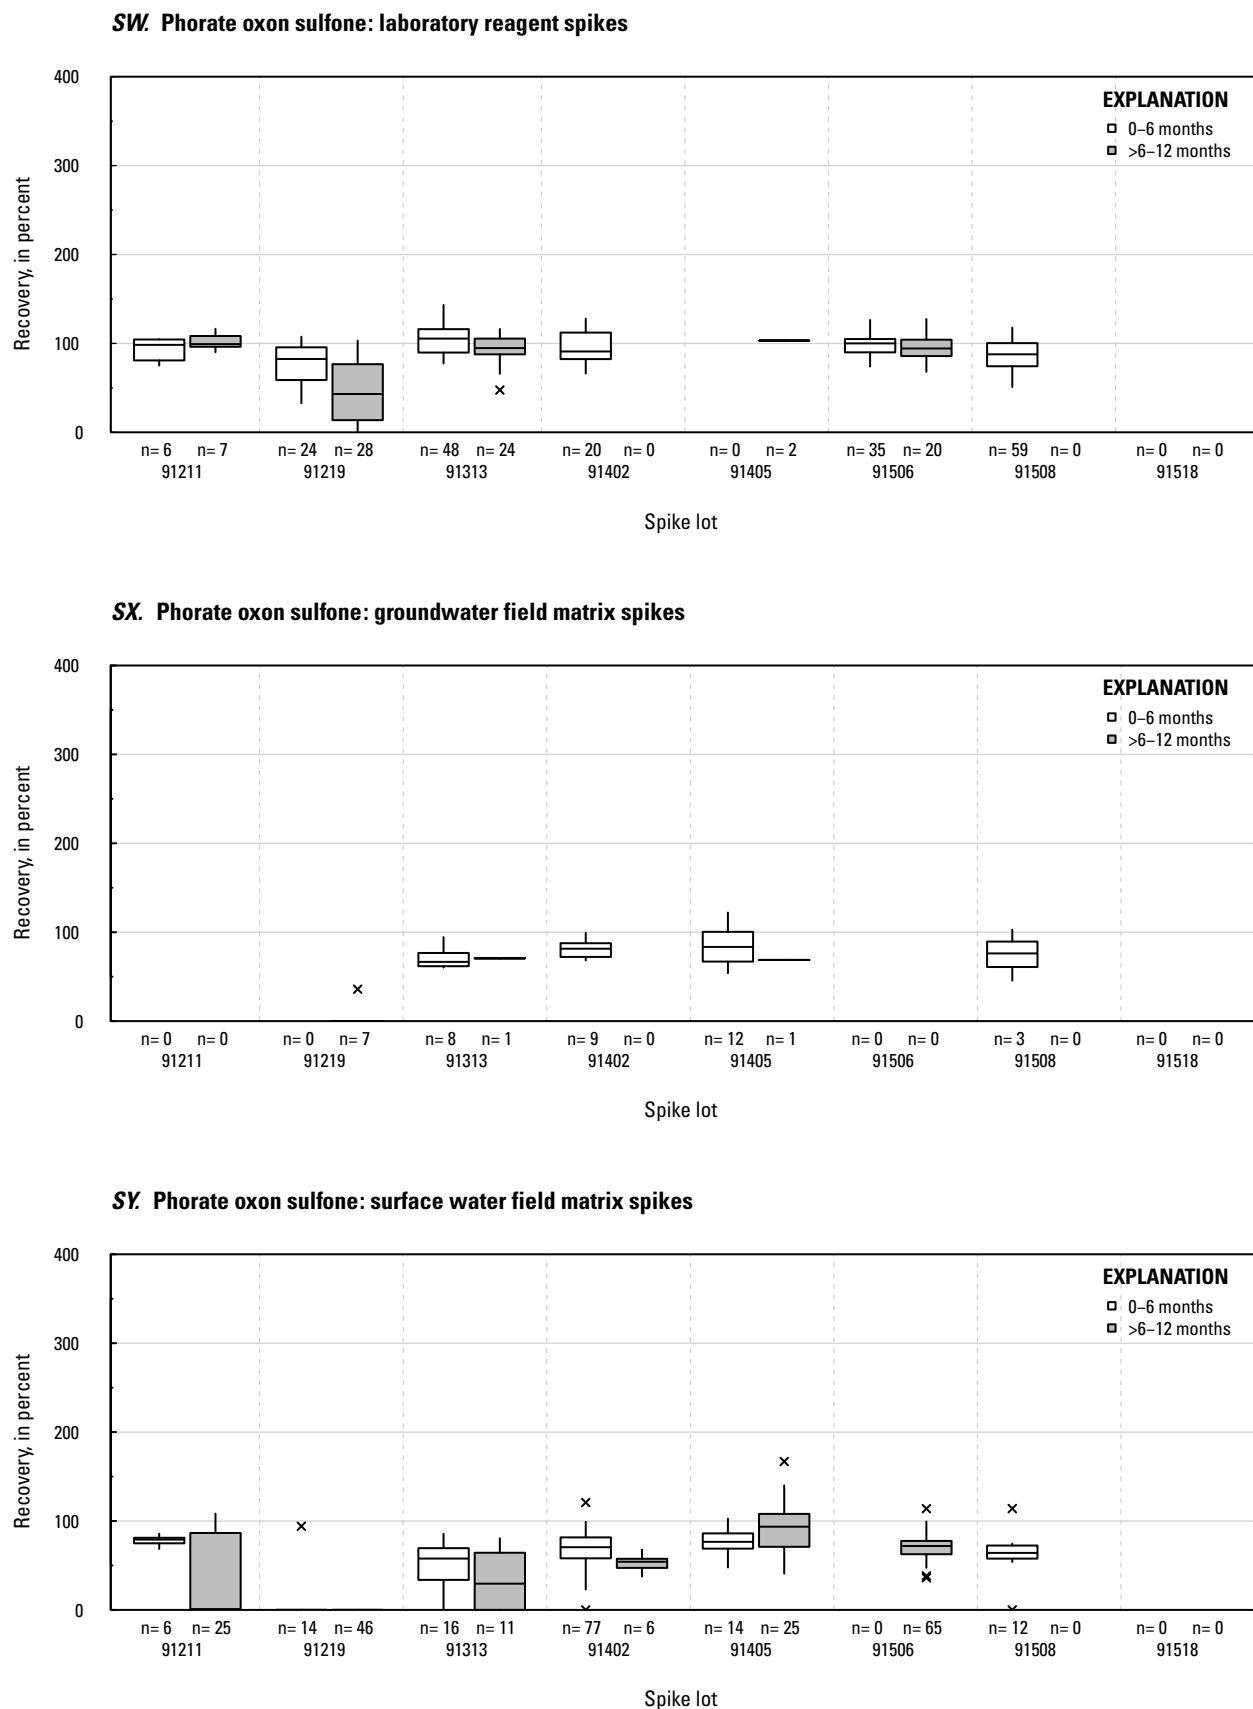 SW. Phorate oxon sulfone: laboratory reagent spikes
400
300
200
100
0
Recovery, in percent
EXPLANATION
0–6 months
>6–12 months
n= 6 n= 7 n= 24 n= 28 n= 48 n= 24 n= 20 n= 0 n= 0 n= 2 n= 35 n= 20 n= 59 n= 0 n= 0 n= 0
91211 91219 91313 91402 91405 91506 91508 91518
Spike lot
SX. Phorate oxon sulfone: groundwater field matrix spikes
400
300
200
100
0
Recovery, in percent
EXPLANATION
0–6 months
>6–12 months
n= 0 n= 0 n= 0 n= 7 n= 8 n= 1 n= 9 n= 0 n= 12 n= 1 n= 0 n= 0 n= 3 n= 0 n= 0 n= 0
91211 91219 91313 91402 91405 91506 91508 91518
Spike lot
SY. Phorate oxon sulfone: surface water field matrix spikes
400
300
200
100
0
Recovery, in percent
EXPLANATION
0–6 months
>6–12 months
n= 6 n= 25 n= 14 n= 46 n= 16 n= 11 n= 77 n= 6 n= 14 n= 25 n= 0 n= 65 n= 12 n= 0 n= 0 n= 0
91211 91219 91313 91402 91405 91506 91508 91518
Spike lot